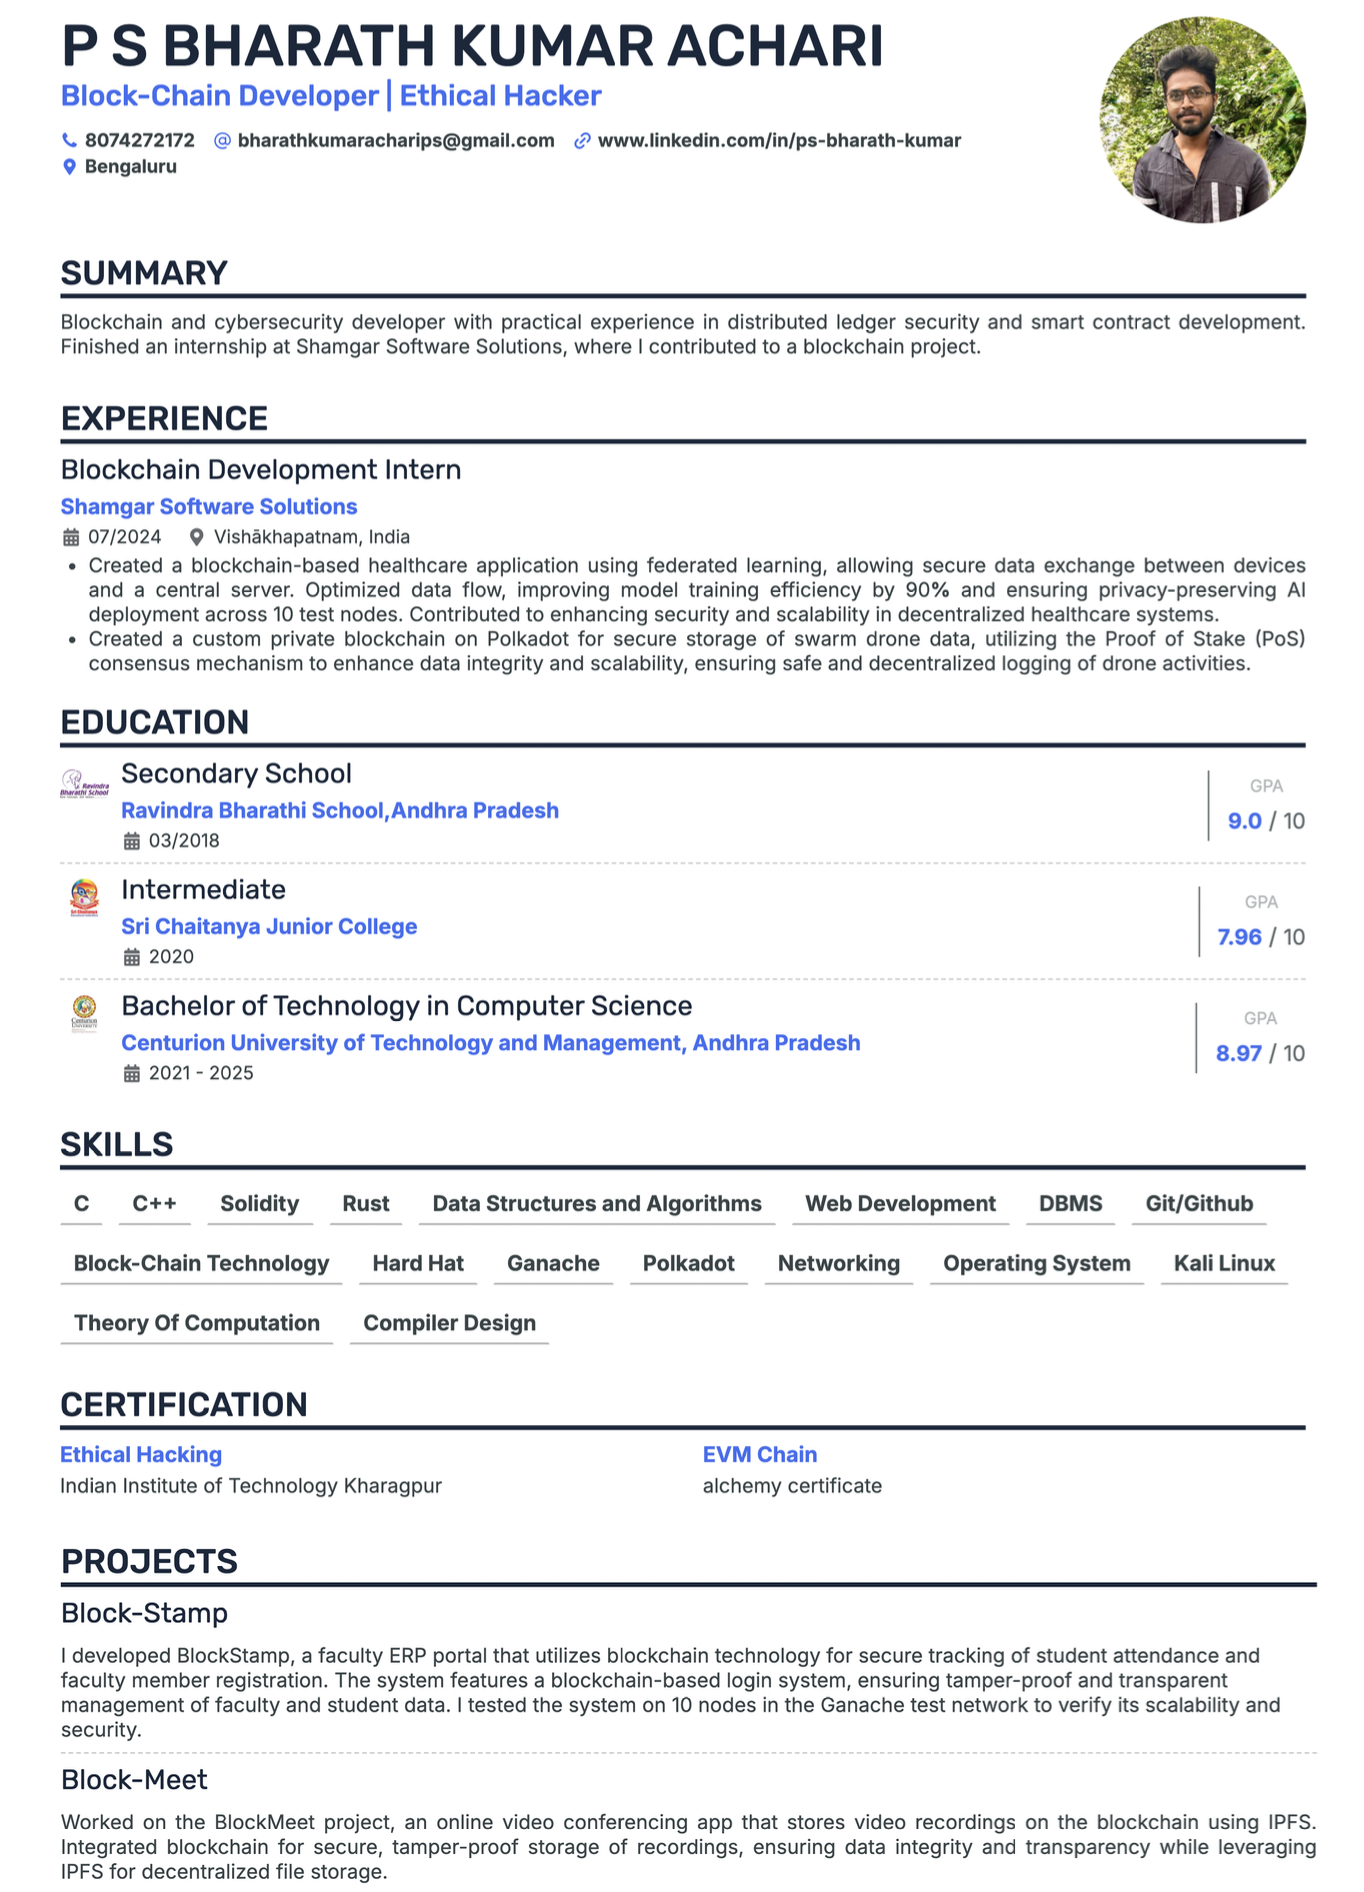 P S BHARATH KUMAR ACHARI
Block-Chain Developer | Ethical Hacker
8074272172 bharathkumaracharips@gmail.com www.linkedin.com/in/ps-bharath-kumar
Bengaluru
SUMMARY
Blockchain and cybersecurity developer with practical experience in distributed ledger security and smart contract development.
Finished an internship at Shamgar Software Solutions, where I contributed to a blockchain project.
EXPERIENCE
Blockchain Development Intern
Shamgar Software Solutions
07/2024 Vishākhapatnam, India
• Created a blockchain-based healthcare application using federated learning, allowing secure data exchange between devices
and a central server. Optimized data flow, improving model training efficiency by 90% and ensuring privacy-preserving AI
deployment across 10 test nodes. Contributed to enhancing security and scalability in decentralized healthcare systems.
• Created a custom private blockchain on Polkadot for secure storage of swarm drone data, utilizing the Proof of Stake (PoS)
consensus mechanism to enhance data integrity and scalability, ensuring safe and decentralized logging of drone activities.
EDUCATION
Ravindra
Bharathi School
Secondary School
Ravindra Bharathi School,Andhra Pradesh
03/2018
GPA
9.0 / 10
Sri Chaitanya
Intermediate
Sri Chaitanya Junior College
2020
GPA
7.96 / 10
Centurion
UNIVERSITY
Bachelor of Technology in Computer Science
Centurion University of Technology and Management, Andhra Pradesh
2021 - 2025
GPA
8.97 / 10
SKILLS
C C++ Solidity Rust Data Structures and Algorithms Web Development DBMS Git/Github
Block-Chain Technology Hard Hat Ganache Polkadot Networking Operating System Kali Linux
Theory Of Computation Compiler Design
CERTIFICATION
Ethical Hacking
Indian Institute of Technology Kharagpur
EVM Chain
alchemy certificate
PROJECTS
Block-Stamp
I developed BlockStamp, a faculty ERP portal that utilizes blockchain technology for secure tracking of student attendance and
faculty member registration. The system features a blockchain-based login system, ensuring tamper-proof and transparent
management of faculty and student data. I tested the system on 10 nodes in the Ganache test network to verify its scalability and
security.
Block-Meet
Worked on the BlockMeet project, an online video conferencing app that stores video recordings on the blockchain using IPFS.
Integrated blockchain for secure, tamper-proof storage of recordings, ensuring data integrity and transparency while leveraging
IPFS for decentralized file storage.